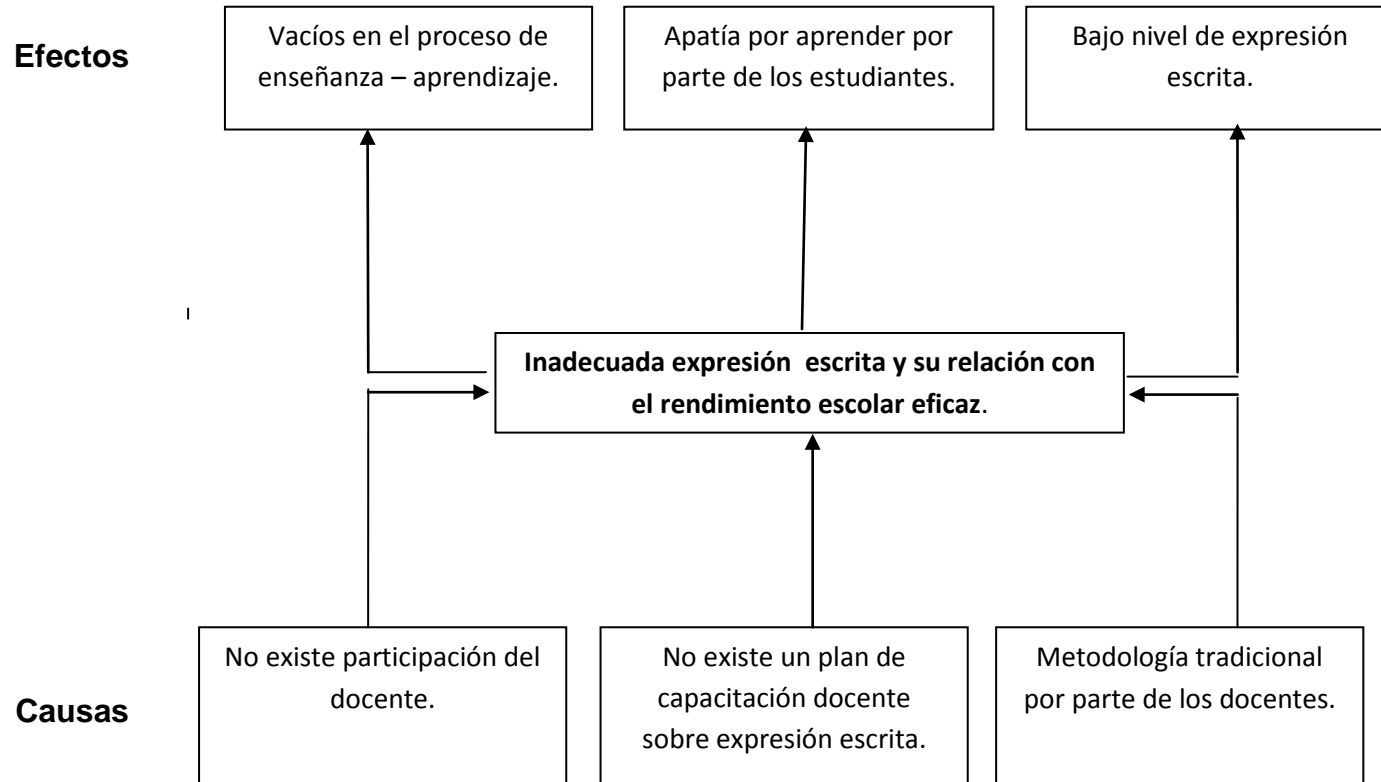 Efectos
Vacíos en el proceso de
enseñanza – aprendizaje.
Apatía por aprender por
parte de los estudiantes.
Bajo nivel de expresión
escrita.
Inadecuada expresión  escrita y su relación con
el rendimiento escolar eficaz.
Causas
No existe participación del
docente.
No existe un plan de
capacitación docente
sobre expresión escrita.
Metodología tradicional
por parte de los docentes.